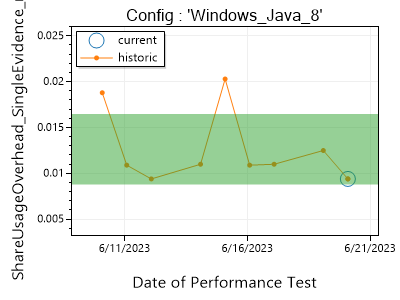 Config : 'Windows_Java_8'
ShareUsageOverhead_SingleEvidence_
0.025
0.02
0.015
0.01
0.005
current
historic
6/11/2023
6/16/2023
6/21/2023
Date of Performance Test